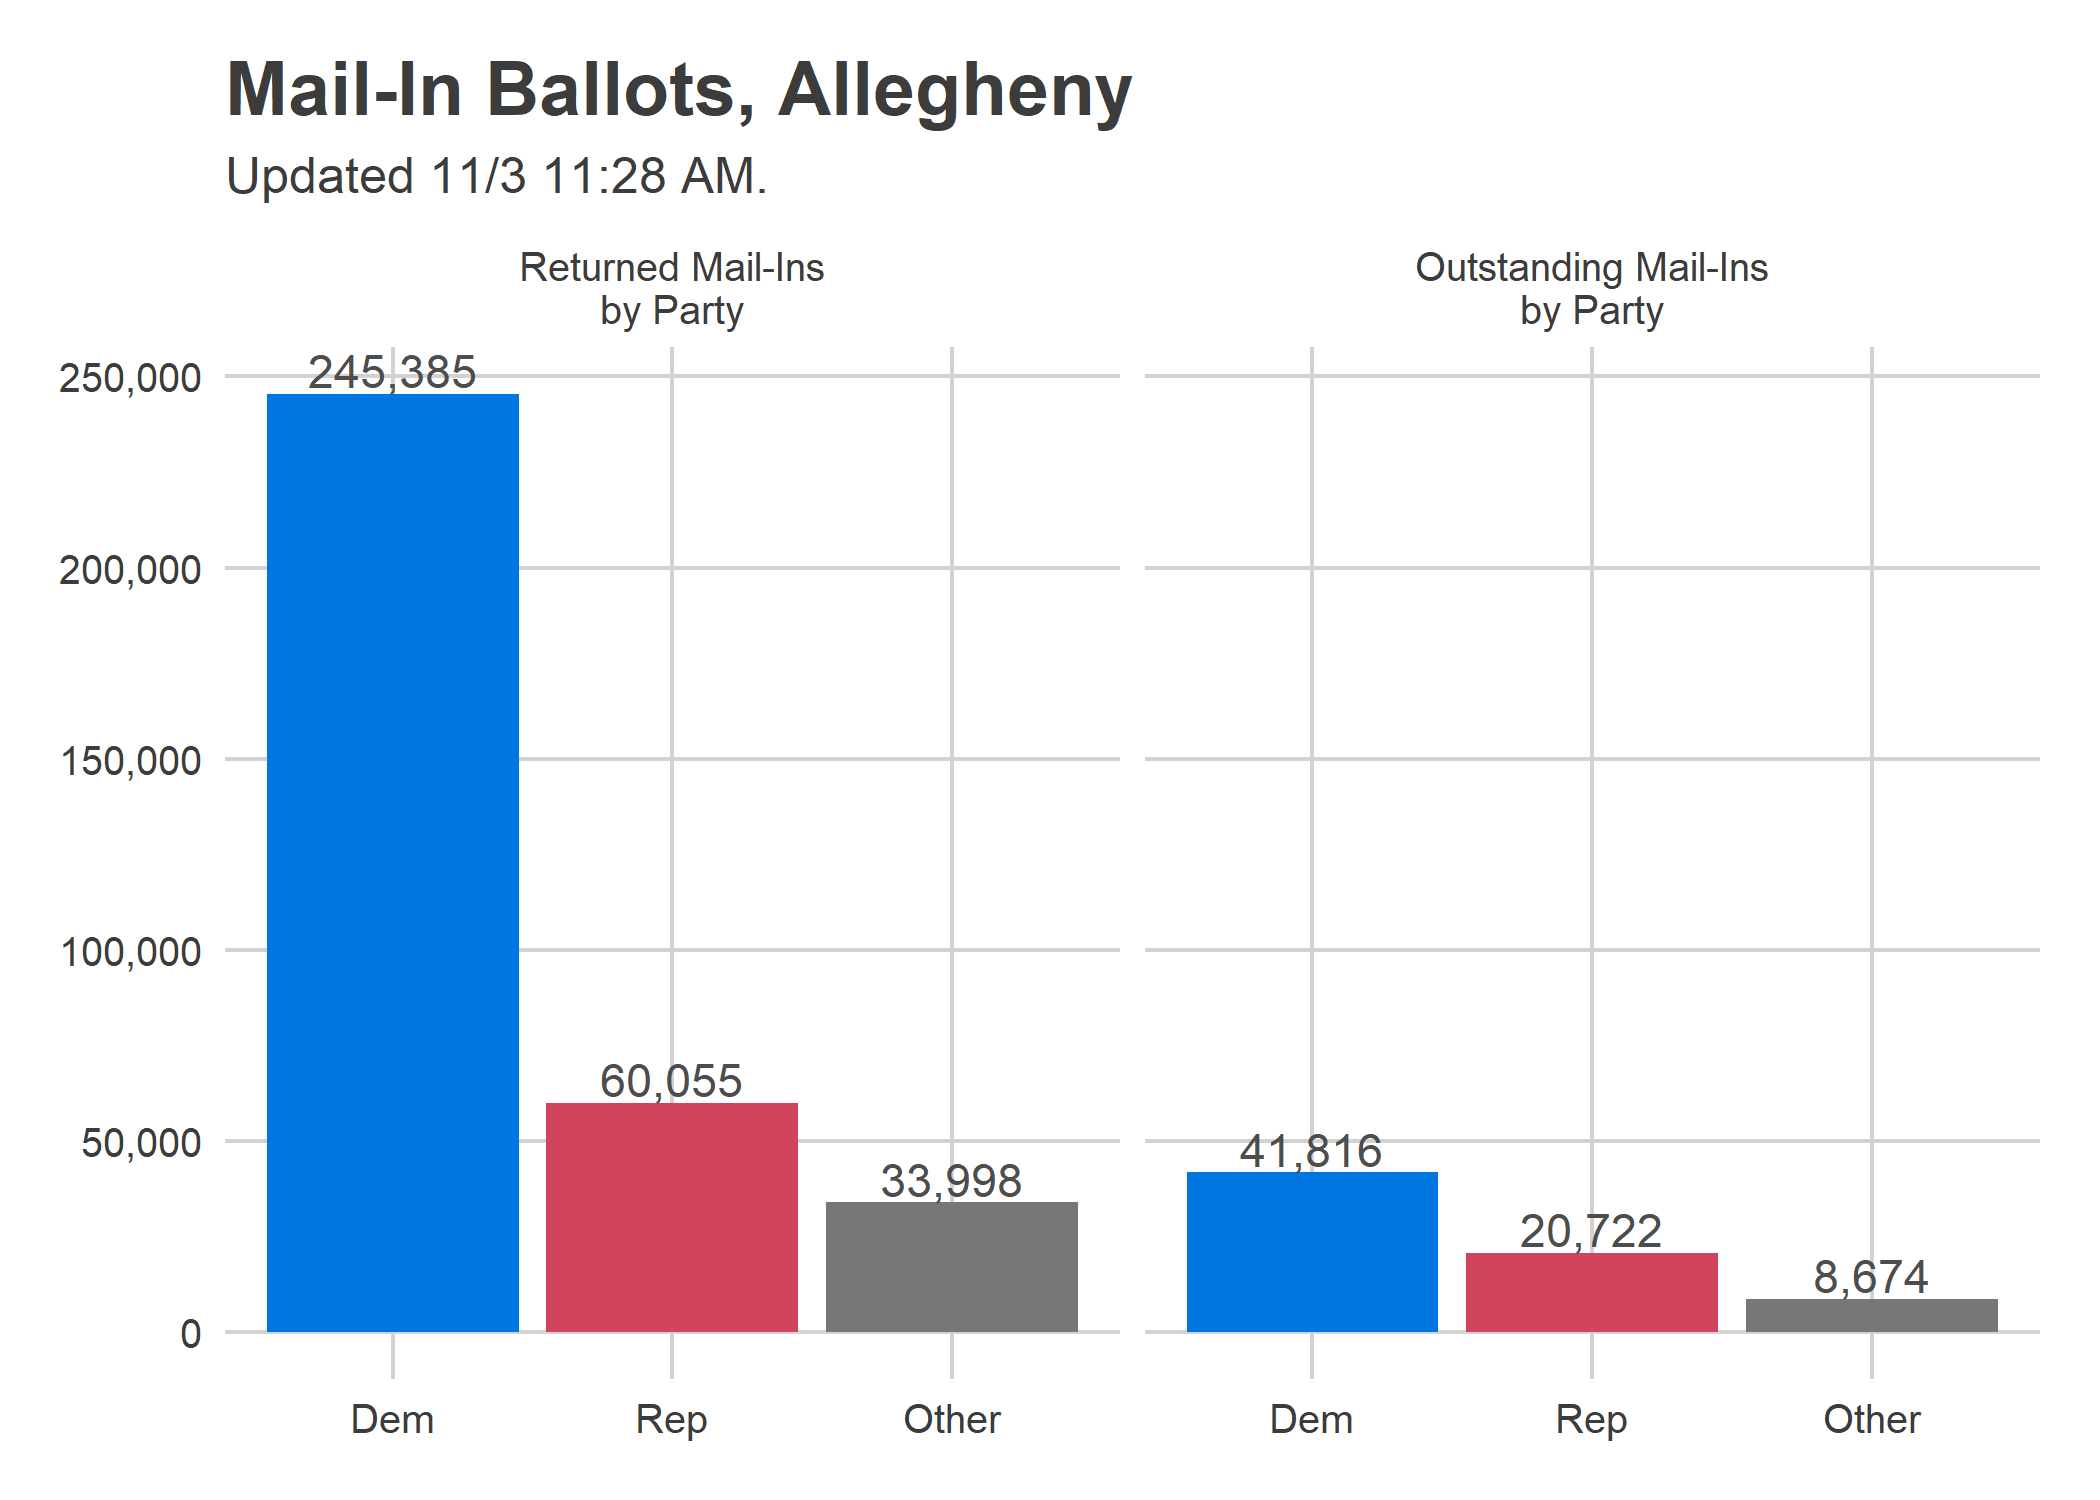 Mail-In Ballots, Allegheny
Updated 11/3 11:28 AM.
Returned Mail-Ins
by Party
Outstanding Mail-Ins
by Party
250,000
200,000
150,000
100,000
50,000
0
245,385
60,055
33,998
41,816
20,722
8,674
Dem
Rep
Other
Dem
Rep
Other